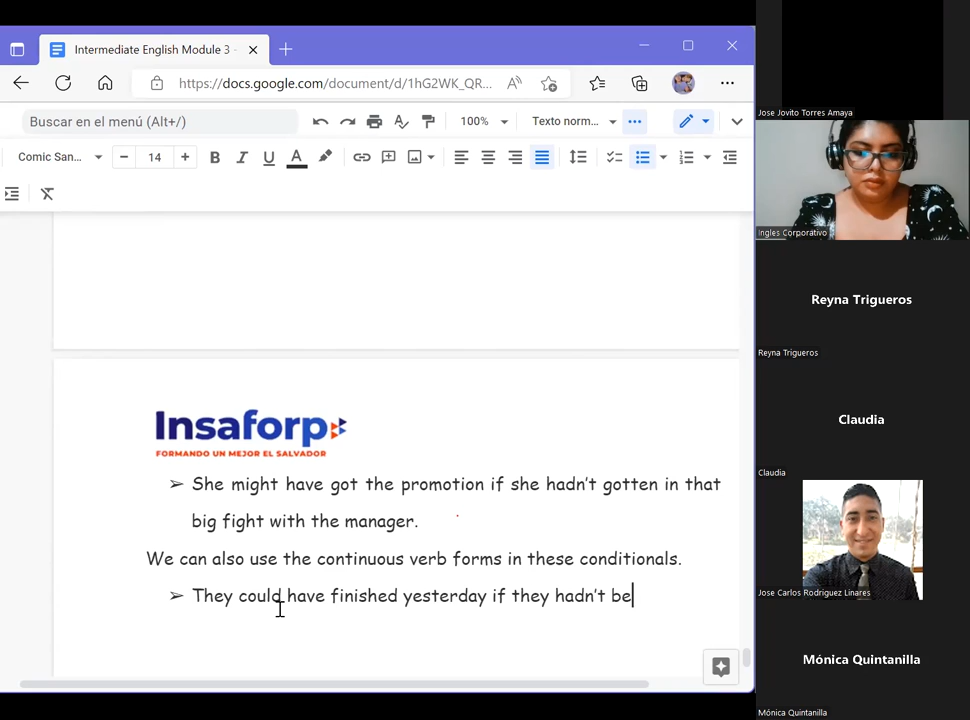 Intermediate English Module 3 -
https://docs.google.com/document/d/1hG2WK_QR...
Buscar en el menú (Alt+/)
100%
Texto norm...
Comic San...
14
Insaforp
FORMANDO UN MEJOR EL SALVADOR
➢ She might have got the promotion if she hadn't gotten in that
big fight with the manager.
We can also use the continuous verb forms in these conditionals.
➢ They could have finished yesterday if they hadn't be
Jose Jovito Torres Amaya
Ingles Corporativo
Reyna Trigueros
Reyna Trigueros
Claudia
Claudia
Jose Carlos Rodriguez Linares
Mónica Quintanilla
Mónica Quintanilla